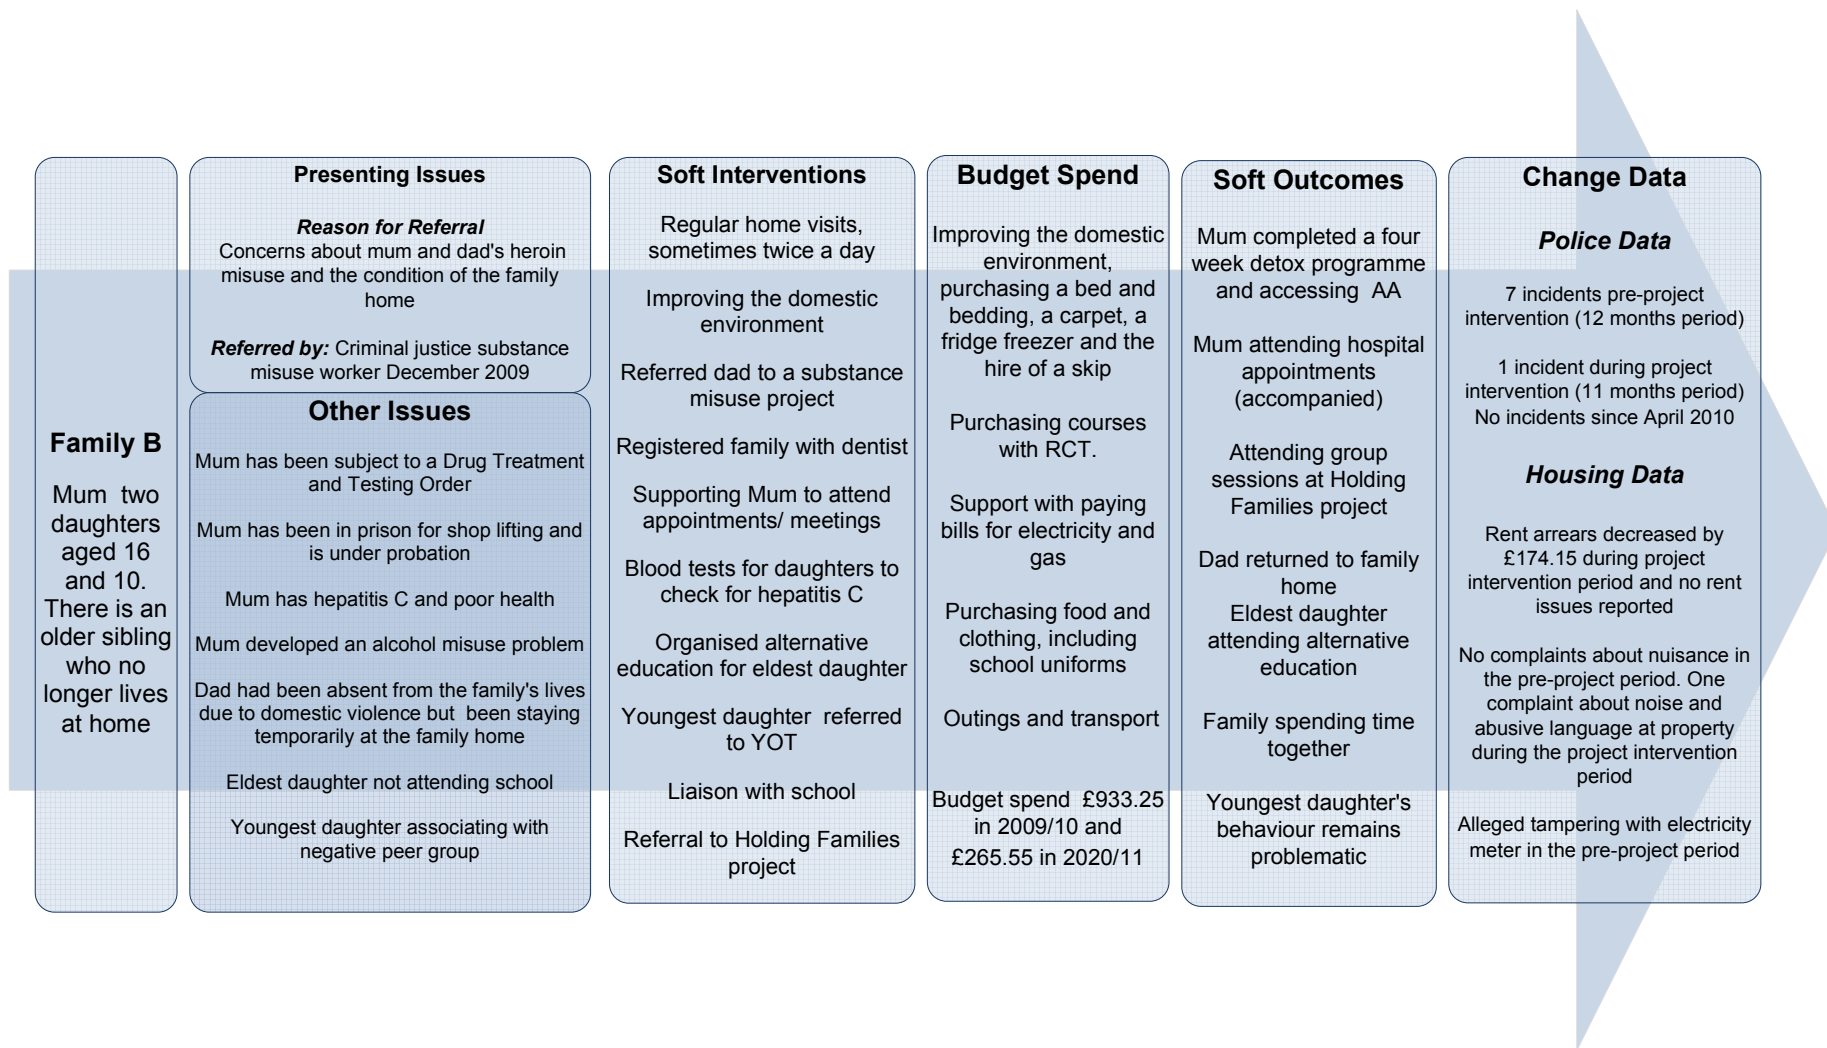 Family B
Mum two
daughters
aged 16
and 10.
There is an
older sibling
who no
longer lives
at home
Presenting Issues
Reason for Referral
Concerns about mum and dad's heroin
misuse and the condition of the family
home
Referred by: Criminal justice substance
misuse worker December 2009
Other Issues
Mum has been subject to a Drug Treatment
and Testing Order
Mum has been in prison for shop lifting and
is under probation
Mum has hepatitis C and poor health
Mum developed an alcohol misuse problem
Dad had been absent from the family's lives
due to domestic violence but been staying
temporarily at the family home
Eldest daughter not attending school
Youngest daughter associating with
negative peer group
Soft Interventions
Regular home visits,
sometimes twice a day
Improving the domestic
environment
Referred dad to a substance
misuse project
Registered family with dentist
Supporting Mum to attend
appointments/ meetings
Blood tests for daughters to
check for hepatitis C
Organised alternative
education for eldest daughter
Youngest daughter referred
to YOT
Liaison with school
Referral to Holding Families
project
Budget Spend
Improving the domestic
environment,
purchasing a bed and
bedding, a carpet, a
fridge freezer and the
hire of a skip
Purchasing courses
with RCT.
Support with paying
bills for electricity and
gas
Purchasing food and
clothing, including
school uniforms
Outings and transport
Budget spend £933.25
in 2009/10 and
£265.55 in 2020/11
Soft Outcomes
Mum completed a four
week detox programme
and accessing AA
Mum attending hospital
appointments
(accompanied)
Attending group
sessions at Holding
Families project
Dad returned to family
home
Eldest daughter
attending alternative
education
Family spending time
together
Youngest daughter's
behaviour remains
problematic
Change Data
Police Data
7 incidents pre-project
intervention (12 months period)
1 incident during project
intervention (11 months period)
No incidents since April 2010
Housing Data
Rent arrears decreased by
£174.15 during project
intervention period and no rent
issues reported
No complaints about nuisance in
the pre-project period. One
complaint about noise and
abusive language at property
during the project intervention
period
Alleged tampering with electricity
meter in the pre-project period